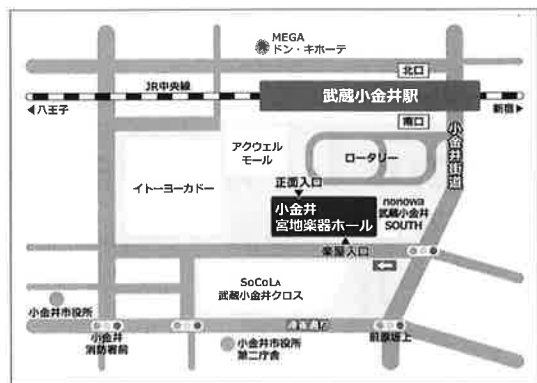 MEGA
ドン・キホーテ
北口
JR中央線
武蔵小金井駅
◀八王子
新宿▶
南口
小金井街道
アクウェル
モール
ロータリー
イトーヨーカドー
正面入口
小金井
宮地楽器ホール
nonowa
武蔵小金井
SOUTH
楽屋入口
SoCoLA
武蔵小金井クロス
小金井市役所
小金井
消防署前
連雀通り
前原坂上
小金井市役所
第二庁舎